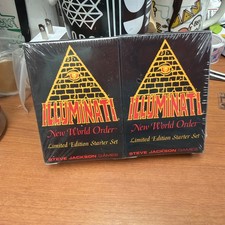 ILLUMINATI
New World Order
Limited Edition Starter Set
STEVE JACKSON GAMES
ILLUMINATI
New World Order
Limited Edition Starter Set
STEVE JACKSON